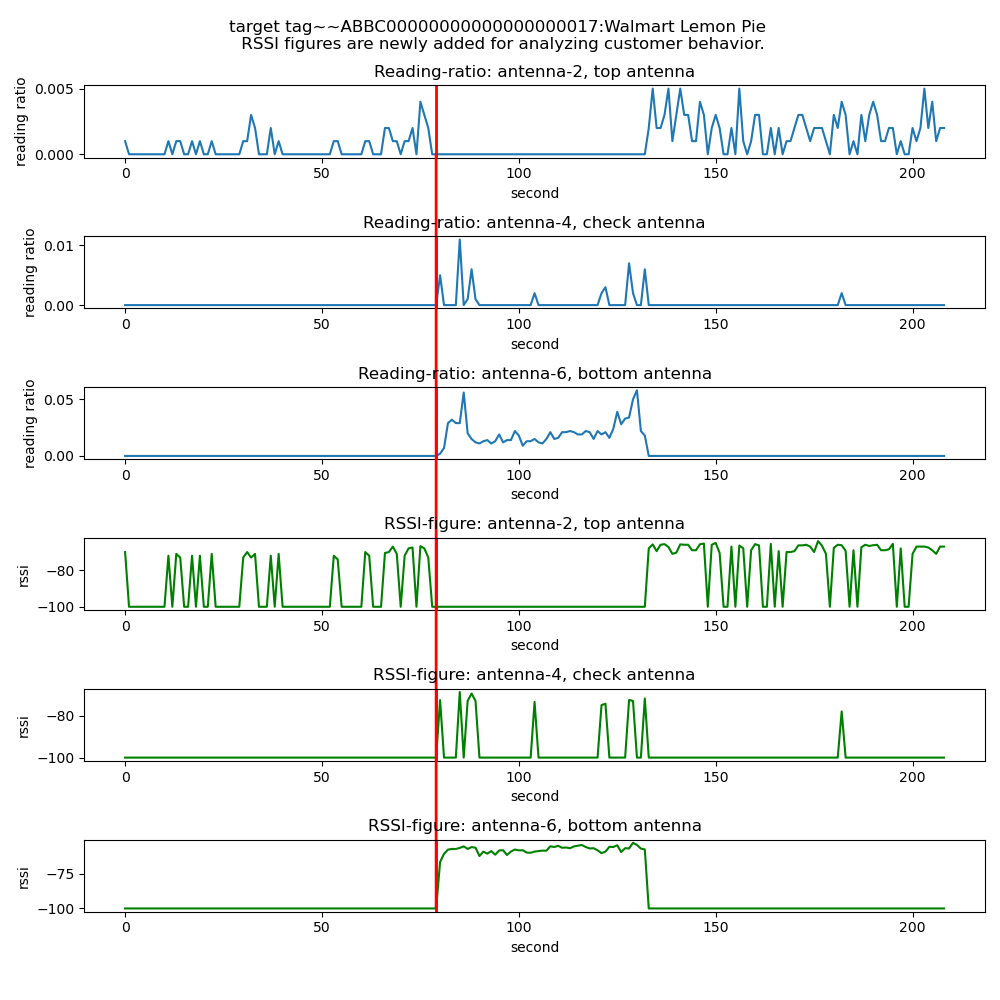 target tag~~ABBC00000000000000000017:Walmart Lemon Pie
RSSI figures are newly added for analyzing customer behavior.
Reading-ratio: antenna-2, top antenna
reading ratio
0.005
0.000
0 50 100 150 200
second
Reading-ratio: antenna-4, check antenna
reading ratio
0.01
0.00
0 50 100 150 200
second
Reading-ratio: antenna-6, bottom antenna
reading ratio
0.05
0.00
0 50 100 150 200
second
RSSI-figure: antenna-2, top antenna
rssi
−80
−100
0 50 100 150 200
second
RSSI-figure: antenna-4, check antenna
rssi
−80
−100
0 50 100 150 200
second
RSSI-figure: antenna-6, bottom antenna
rssi
−75
−100
0 50 100 150 200
second